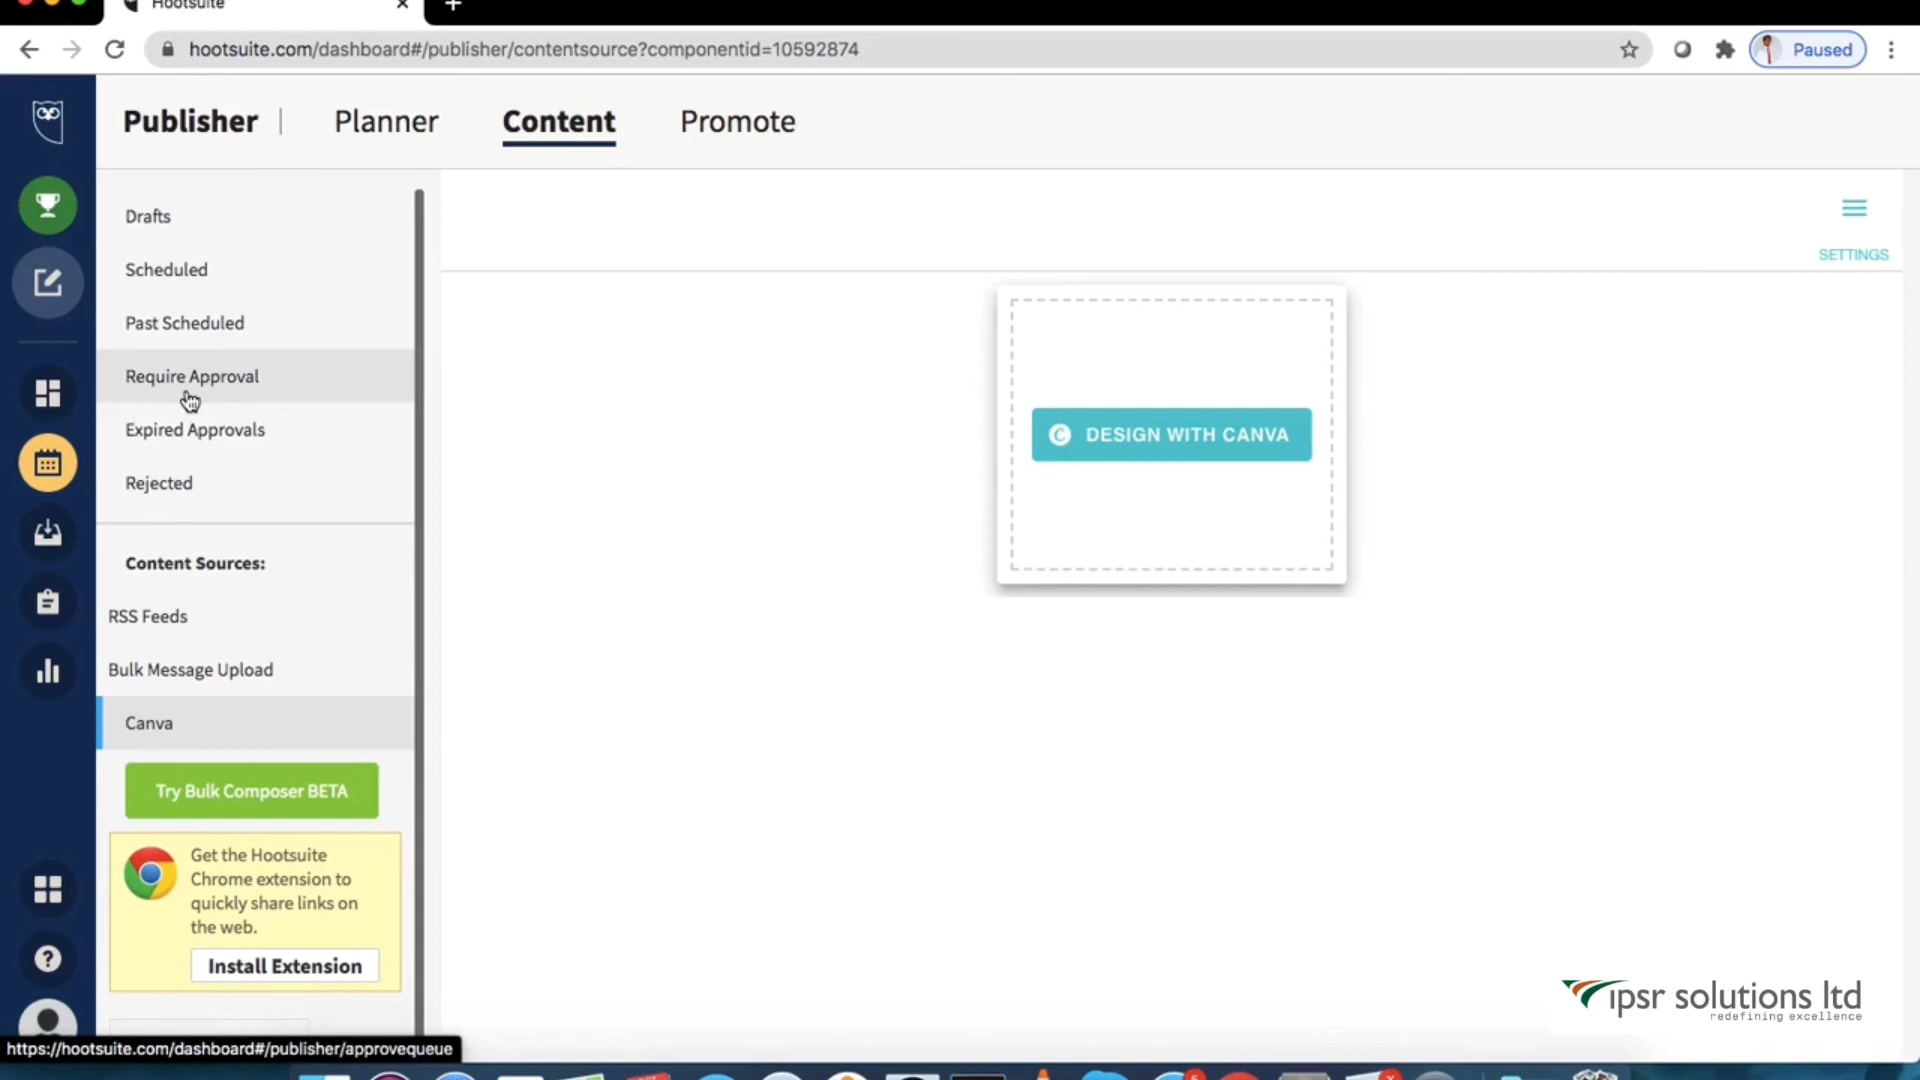 Hootsuite
hootsuite.com/dashboard#/publisher/contentsource?componentid=10592874
Paused
Publisher | Planner Content Promote
Drafts
Scheduled
Past Scheduled
Require Approval
Expired Approvals
Rejected
Content Sources:
RSS Feeds
Bulk Message Upload
Canva
Try Bulk Composer BETA
Get the Hootsuite
Chrome extension to
quickly share links on
the web.
Install Extension
SETTINGS
C DESIGN WITH CANVA
ipsr solutions ltd
redefining excellence
https://hootsuite.com/dashboard#/publisher/approvequeue